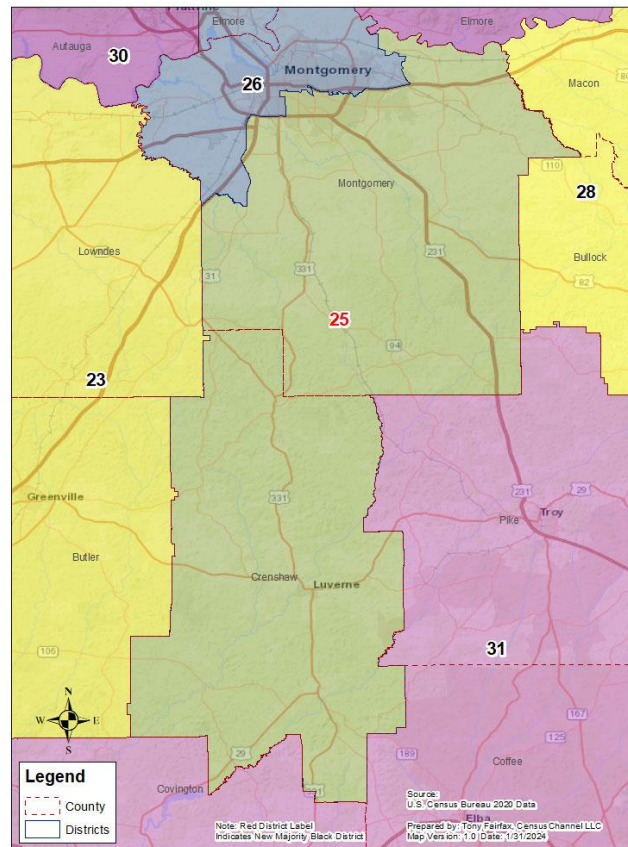 Prattville
Elmore
Elmore
Autauga
30
Montgomery
26
Macon
80
110
28
Montgomery
Lowndes
331
231
Bullock
31
82
25
94
23
331
29
Greenville
231
Troy
Pike
Butler
Crenshaw
Luverne
106
31
N
W E
S
167
125
29
189
Coffee
Covington
331
Elba
Legend
County
Districts
Note: Red District Label
Indicates New Majority Black District
Source:
U.S. Census Bureau 2020 Data
Prepared by: Tony Fairfax, CensusChannel LLC
Map Version: 1.0 Date: 1/31/2024